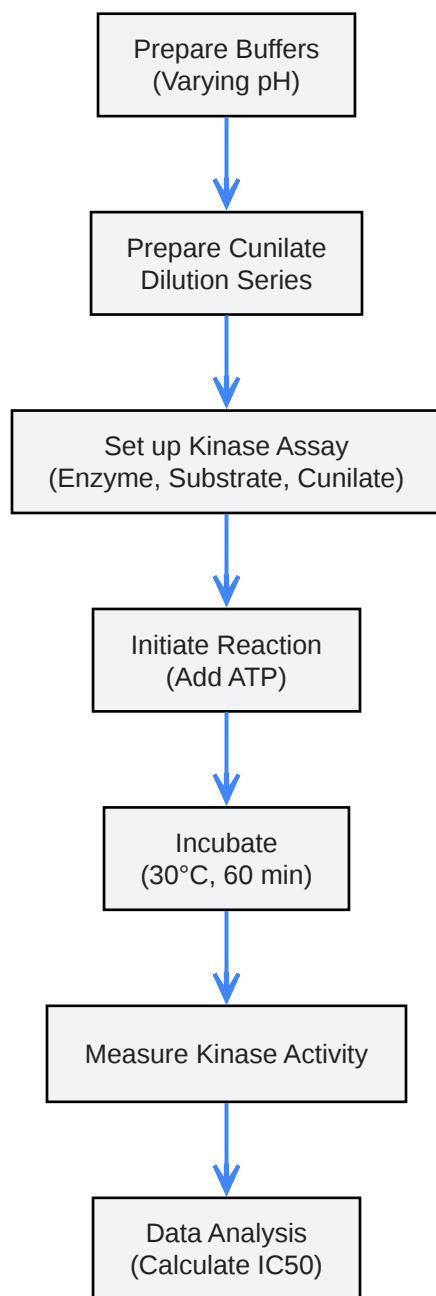 Prepare Buffers
(Varying pH)
Prepare Cunilate
Dilution Series
Set up Kinase Assay
(Enzyme, Substrate, Cunilate)
Initiate Reaction
(Add ATP)
Incubate
(30°C, 60 min)
Measure Kinase Activity
Data Analysis
(Calculate IC50)